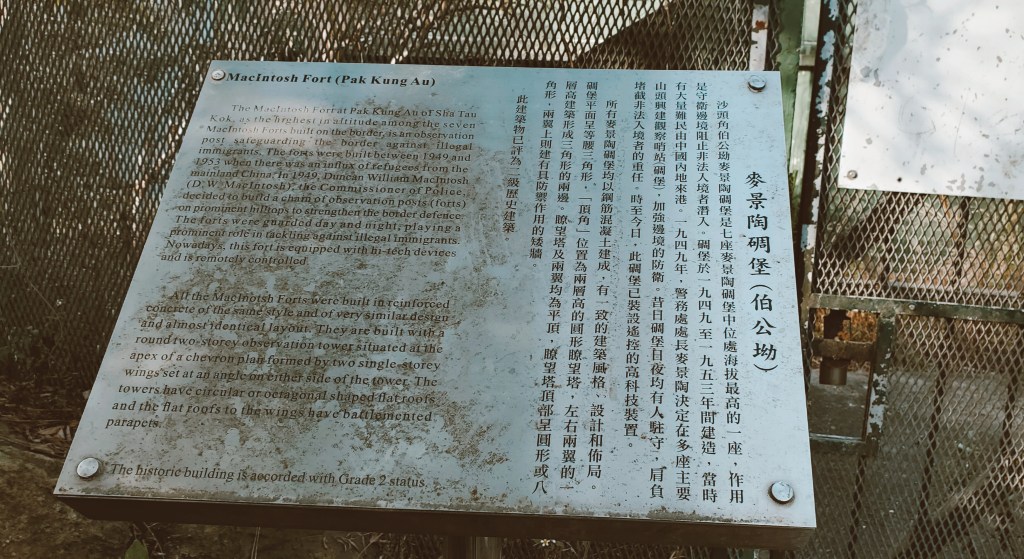 MacIntosh Fort (Pak Kung Au)
The MacIntosh Fort at Pak Kung Au of Sha Tau
Kok, as the highest in altitude among the seven
MacIntosh Forts built on the border, is an observation
post safeguarding the border against illegal
immigrants. The forts were built between 1949 and
1953 when there was an influx of refugees from the
mainland China. In 1949, Duncan William MacIntosh
(D. W. MacIntosh), the Commissioner of Police,
decided to build a chain of observation posts (forts)
on prominent hilltops to strengthen the border defence.
The forts were guarded day and night, playing a
prominent role in tackling against illegal immigrants.
Nowadays, this fort is equipped with hi-tech devices
and is remotely controlled.
All the MacInotsh Forts were built in reinforced
concrete of the same style and of very similar design
and almost identical layout. They are built with a
round two-storey observation tower situated at the
apex of a chevron plan formed by two single-storey
wings set at an angle on either side of the tower. The
towers have circular or octagonal shaped flat roofs
and the flat roofs to the wings have battlemented
parapets.
The historic building is accorded with Grade 2 status.
麥景陶碉堡(伯公坳)
沙頭角伯公坳麥景陶碉堡是七座麥景陶碉堡中位處海拔最高的一座，作用
是守衛邊境阻止非法入境者潛入。碉堡於一九四九至一九五三年間建造，當時
有大量難民由中國內地來港。一九四九年，警務處處長麥景陶決定在多座主要
山頭興建觀察哨站(碉堡)，加強邊境的防衛。昔日碉堡日夜均有人駐守，肩負
堵截非法入境者的重任。時至今日，此碉堡已裝設遙控的高科技裝置。
所有麥景陶碉堡均以鋼筋混凝土建成，有一致的建築風格、設計和佈局。
碉堡平面呈等腰三角形，「頂角」位置為兩層高的圓形瞭望塔，左右兩翼的一
層高建築形成三角形的兩邊。瞭望塔及兩翼均為平頂，瞭望塔頂部呈圓形或八
角形，兩翼上則建有具防禦作用的矮牆。
此建築物已評為二級歷史建築。